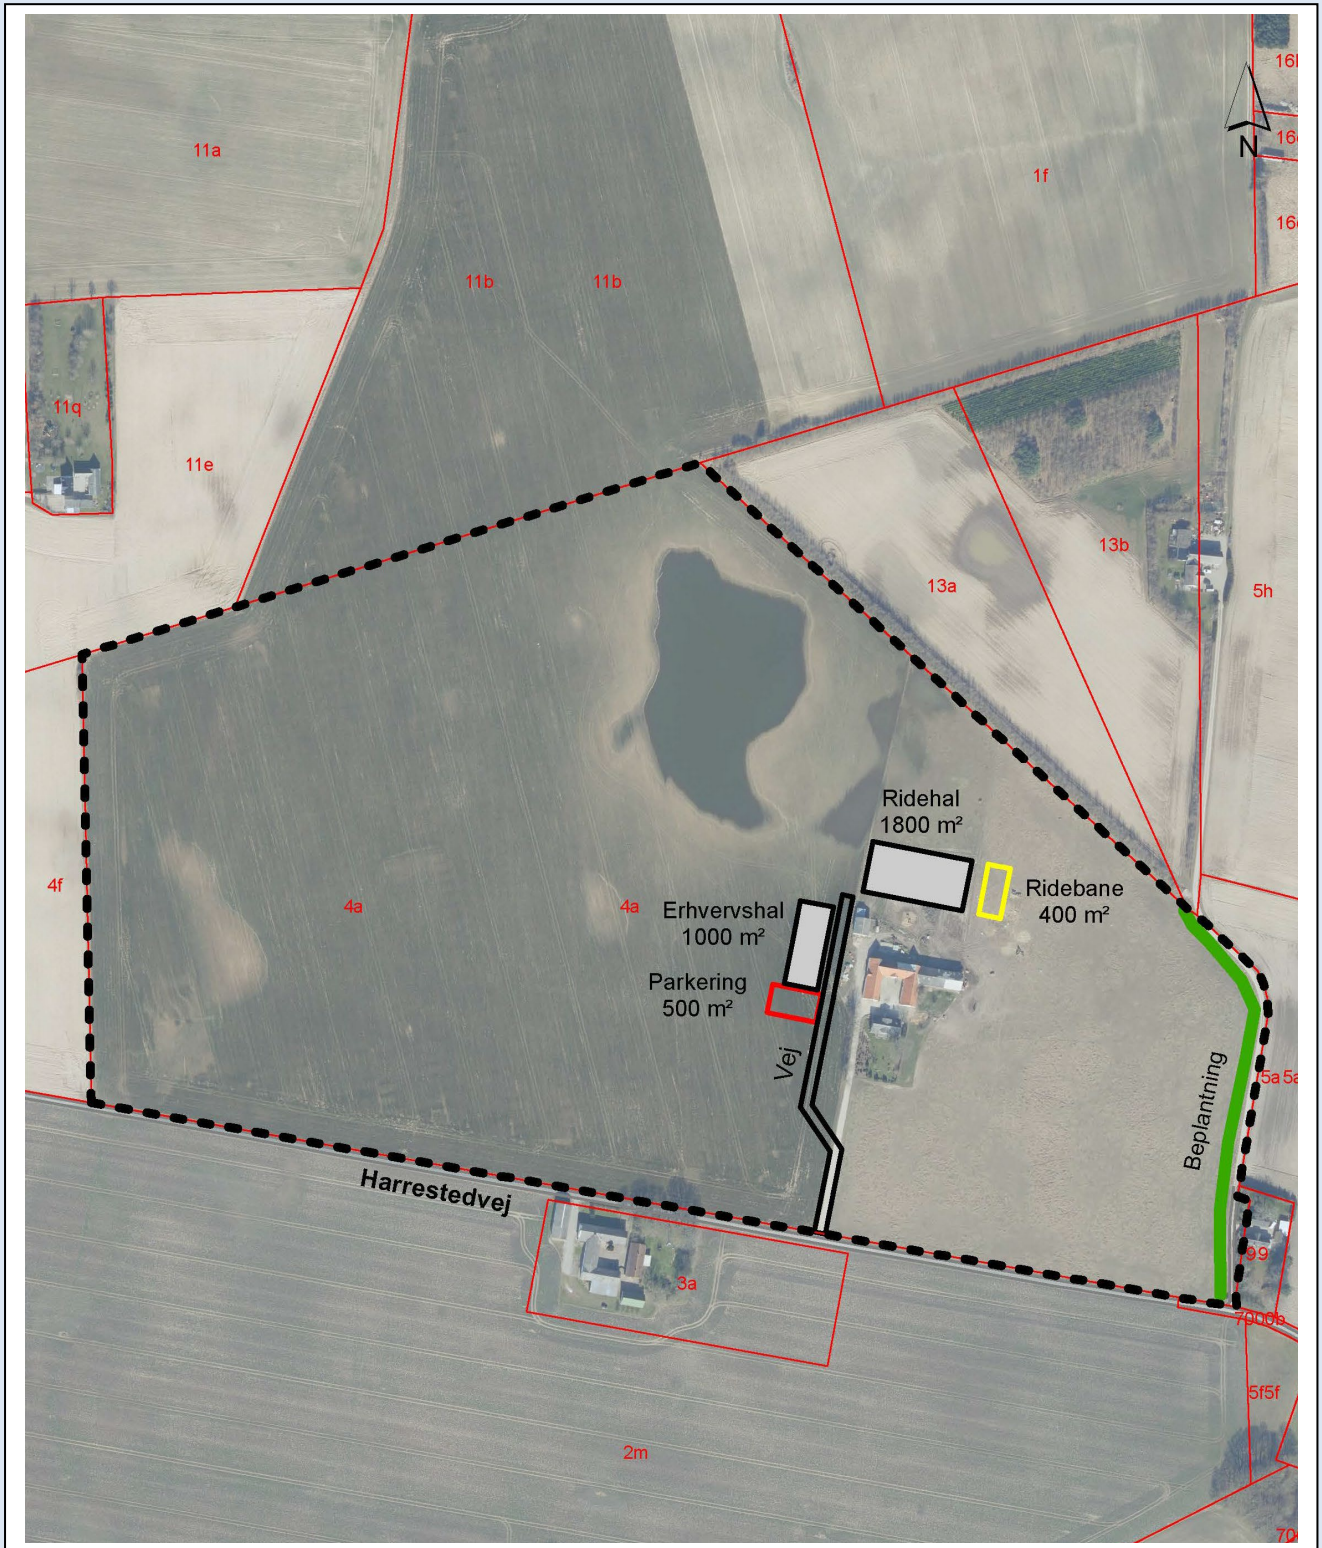 16
11a
16
N
1f
16
11b
11b
11q
11e
13b
13a
5h
Ridehal
1800 m²
4f
4a
4a
Ridebane
400 m²
Erhvervshal
1000 m²
Parkering
500 m²
Vej
5a 5a
Beplantning
Harrestedvej
99
3a
7000b
5f5f
2m
70